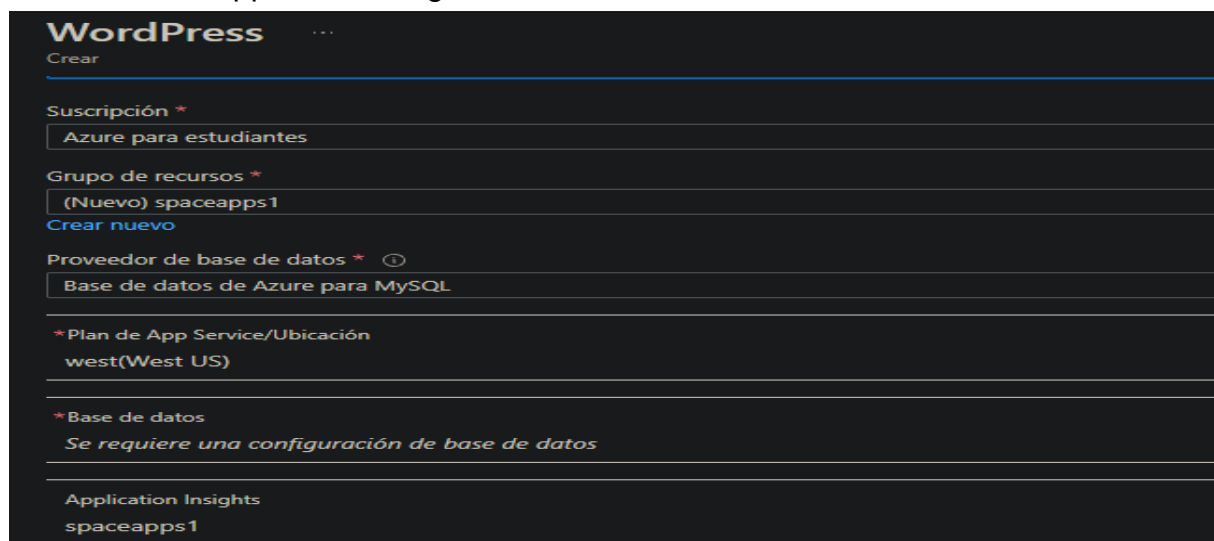 WordPress ...
Crear
Suscripción *
Azure para estudiantes
Grupo de recursos *
(Nuevo) spaceapps1
Crear nuevo
Proveedor de base de datos *
Base de datos de Azure para MySQL
*Plan de App Service/Ubicación
west(West US)
*Base de datos
Se requiere una configuración de base de datos
Application Insights
spaceapps1